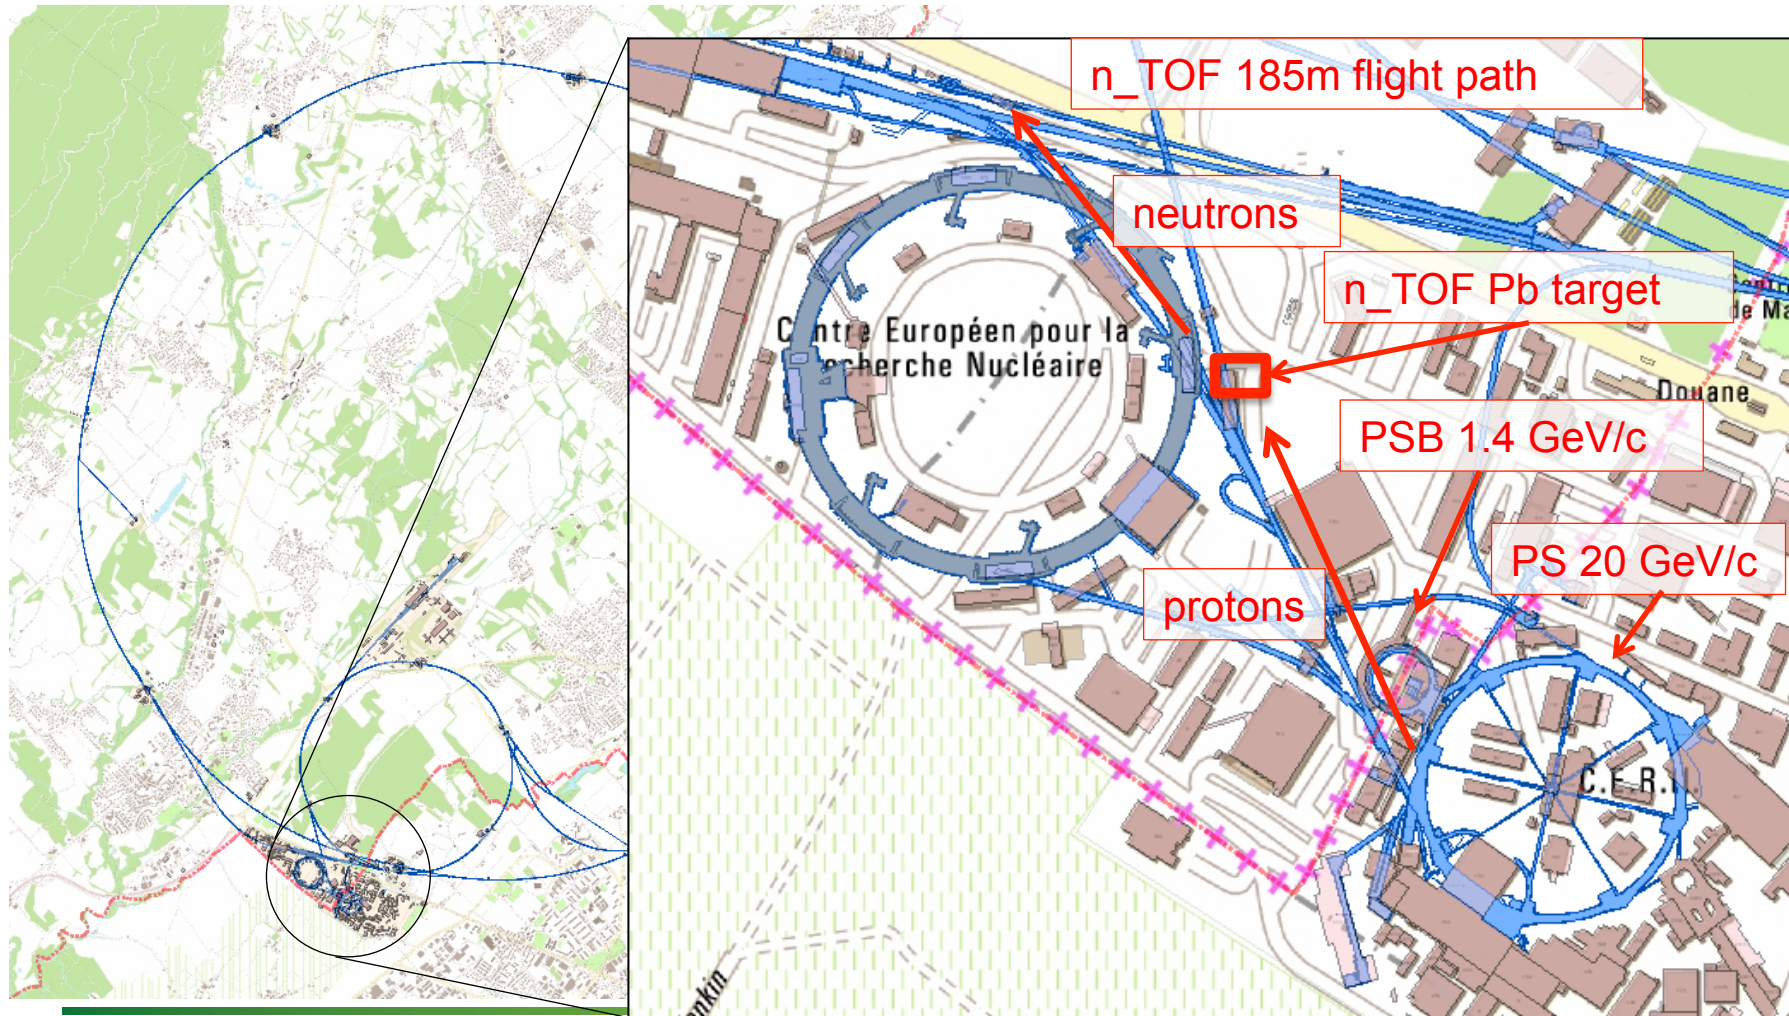 n_TOF 185m flight path
neutrons
n_TOF Pb target
Centre Européen pour la
Recherche Nucléaire
Douane
PSB 1.4 GeV/c
PS 20 GeV/c
protons
C.E.R.N.